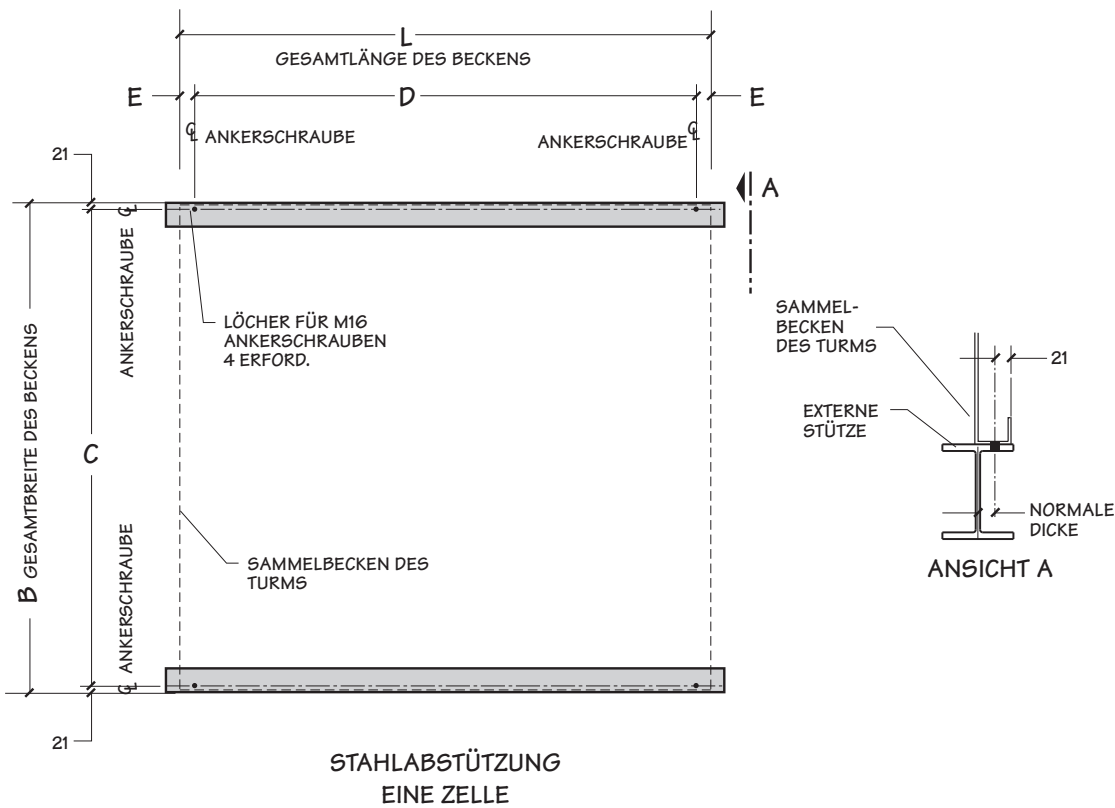 L
GESAMTLÄNGE DES BECKENS
E
D
E
℄ ANKERSCHRAUBE
ANKERSCHRAUBE ℄
21
A
ANKERSCHRAUBE ℄
LÖCHER FÜR M16
ANKERSCHRAUBEN
4 ERFORD.
B GESAMTBREITE DES BECKENS
C
℄ ANKERSCHRAUBE
SAMMELBECKEN DES
TURMS
21
SAMMEL-
BECKEN
DES TURMS
21
EXTERNE
STÜTZE
NORMALE
DICKE
ANSICHT A
STAHLABSTÜTZUNG
EINE ZELLE